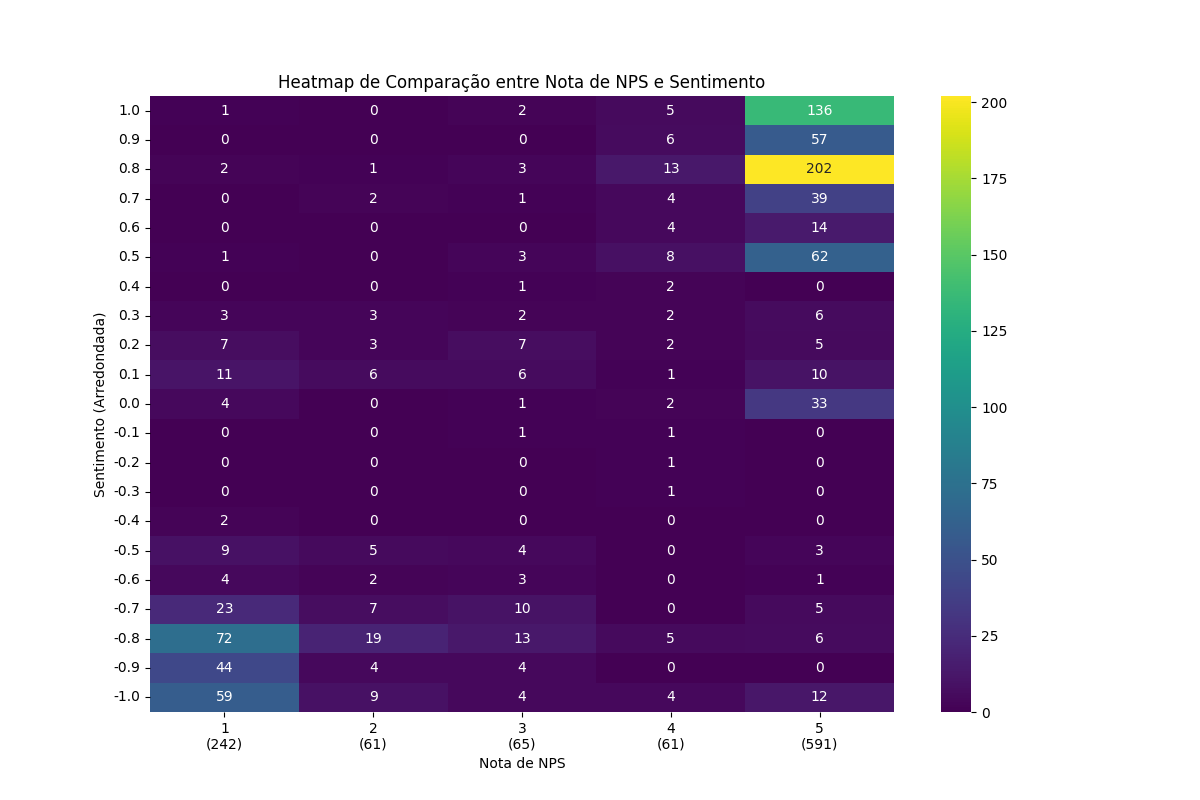 Heatmap de Comparação entre Nota de NPS e Sentimento
Sentimento (Arredondada)
1.0 1 0 2 5 136
0.9 0 0 0 6 57
0.8 2 1 3 13 202
0.7 0 2 1 4 39
0.6 0 0 0 4 14
0.5 1 0 3 8 62
0.4 0 0 1 2 0
0.3 3 3 2 2 6
0.2 7 3 7 2 5
0.1 11 6 6 1 10
0.0 4 0 1 2 33
-0.1 0 0 1 1 0
-0.2 0 0 0 1 0
-0.3 0 0 0 1 0
-0.4 2 0 0 0 0
-0.5 9 5 4 0 3
-0.6 4 2 3 0 1
-0.7 23 7 10 0 5
-0.8 72 19 13 5 6
-0.9 44 4 4 0 0
-1.0 59 9 4 4 12
1 2 3 4 5
(242) (61) (65) (61) (591)
Nota de NPS
200
175
150
125
100
75
50
25
0